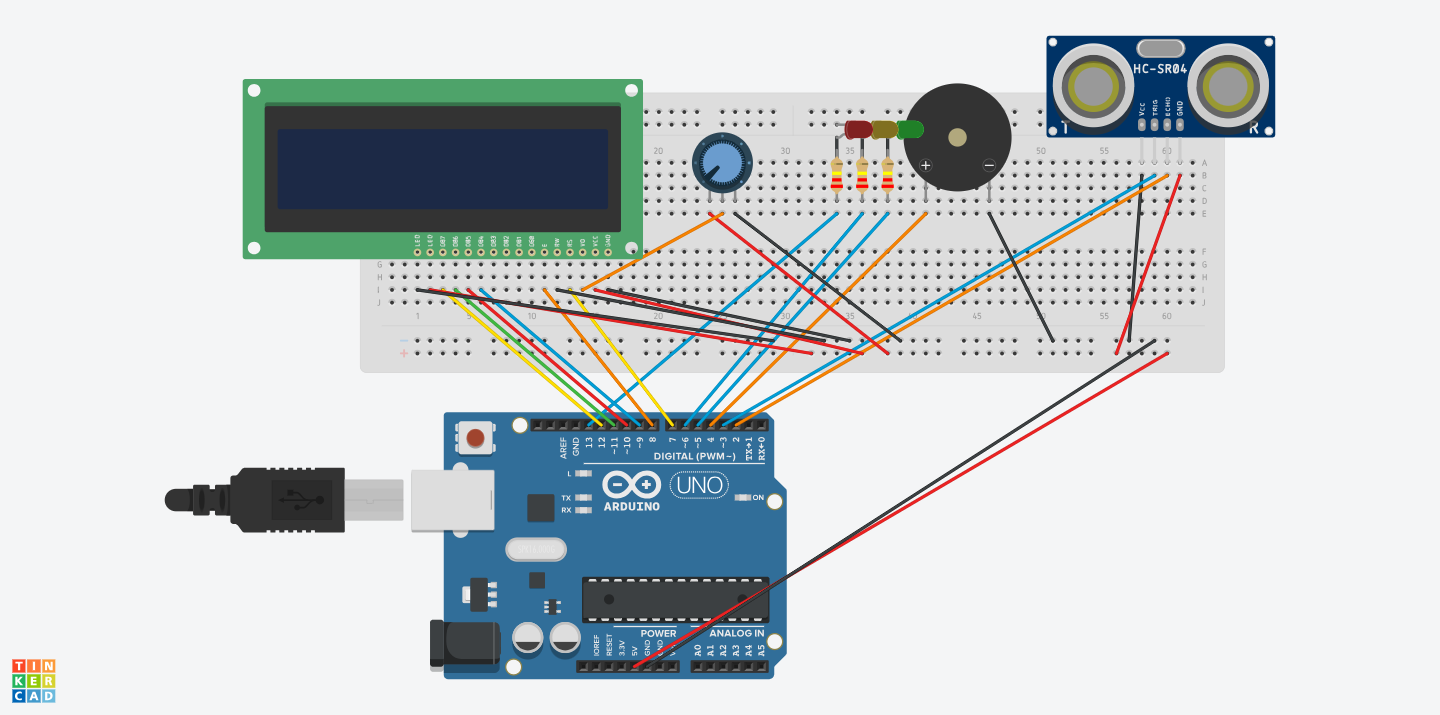 HC-SR04
VCC
TRIG
ECHO
GND
T
R
LED
LED
DB7
DB6
DB5
DB4
DB3
DB2
DB1
DB0
E
RW
RS
V0
VCC
GND
20
30
35
45
50
55
60
A
B
C
D
E
F
G
G
H
H
I
I
J
J
1
5
10
20
25
30
35
45
50
55
60
AREF
GND
13
12
~11
~10
~9
8
7
~6
~5
4
~3
2
TX→1
RX←0
DIGITAL (PWM~)
L
TX
RX
ARDUINO
UNO
ON
POWER
ANALOG IN
IOREF
RESET
3.3V
5V
GND
A0
A1
A2
A3
A4
A5
TIN
KER
CAD